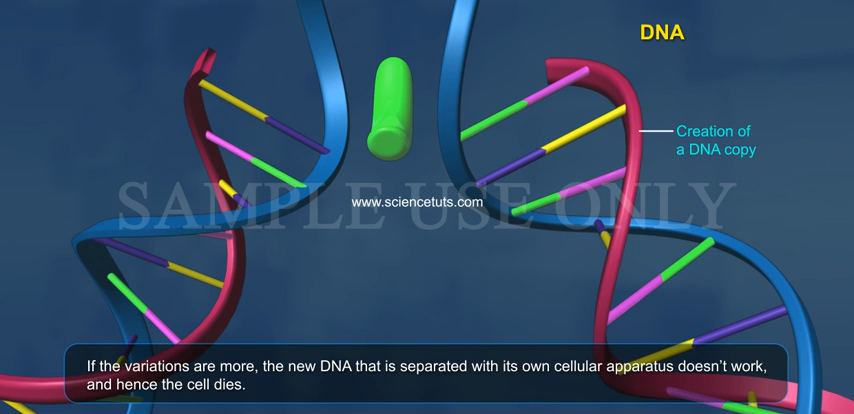 DNA
Creation of
a DNA copy
SAMPLE USE ONLY
www.sciencetuts.com
If the variations are more, the new DNA that is separated with its own cellular apparatus doesn't work,
and hence the cell dies.